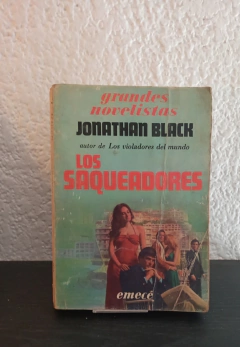 grandes
novelistas
JONATHAN BLACK
autor de Los violadores del mundo
LOS
SAQUEADORES
emecé